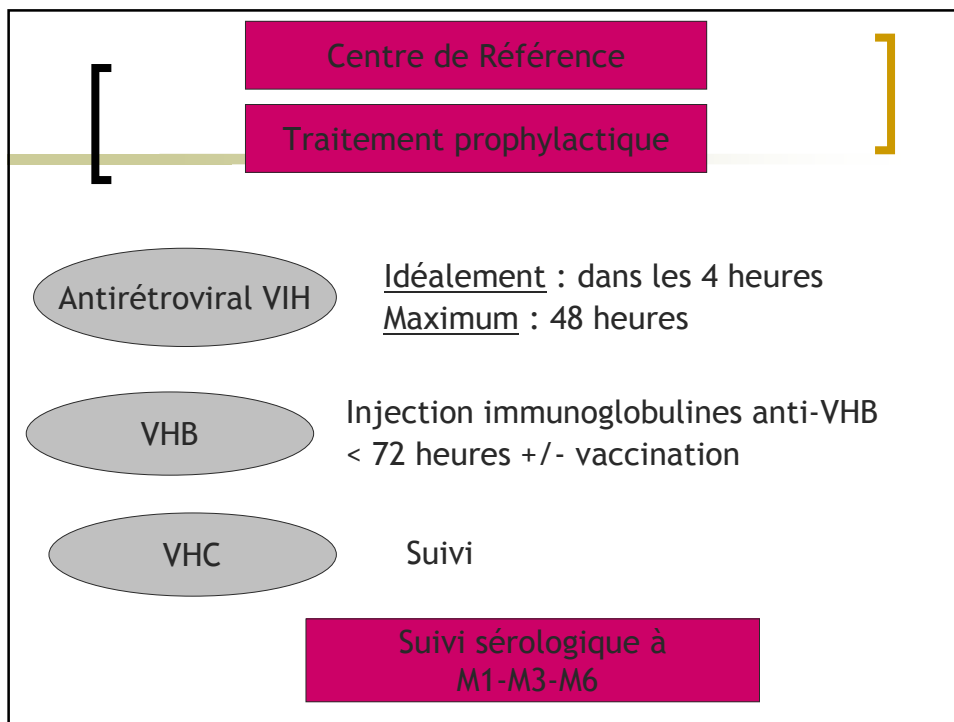 Centre de Référence
Traitement prophylactique
Antirétroviral VIH
Idéalement : dans les 4 heures
Maximum : 48 heures
VHB
Injection immunoglobulines anti-VHB
< 72 heures +/- vaccination
VHC
Suivi
Suivi sérologique à
M1-M3-M6